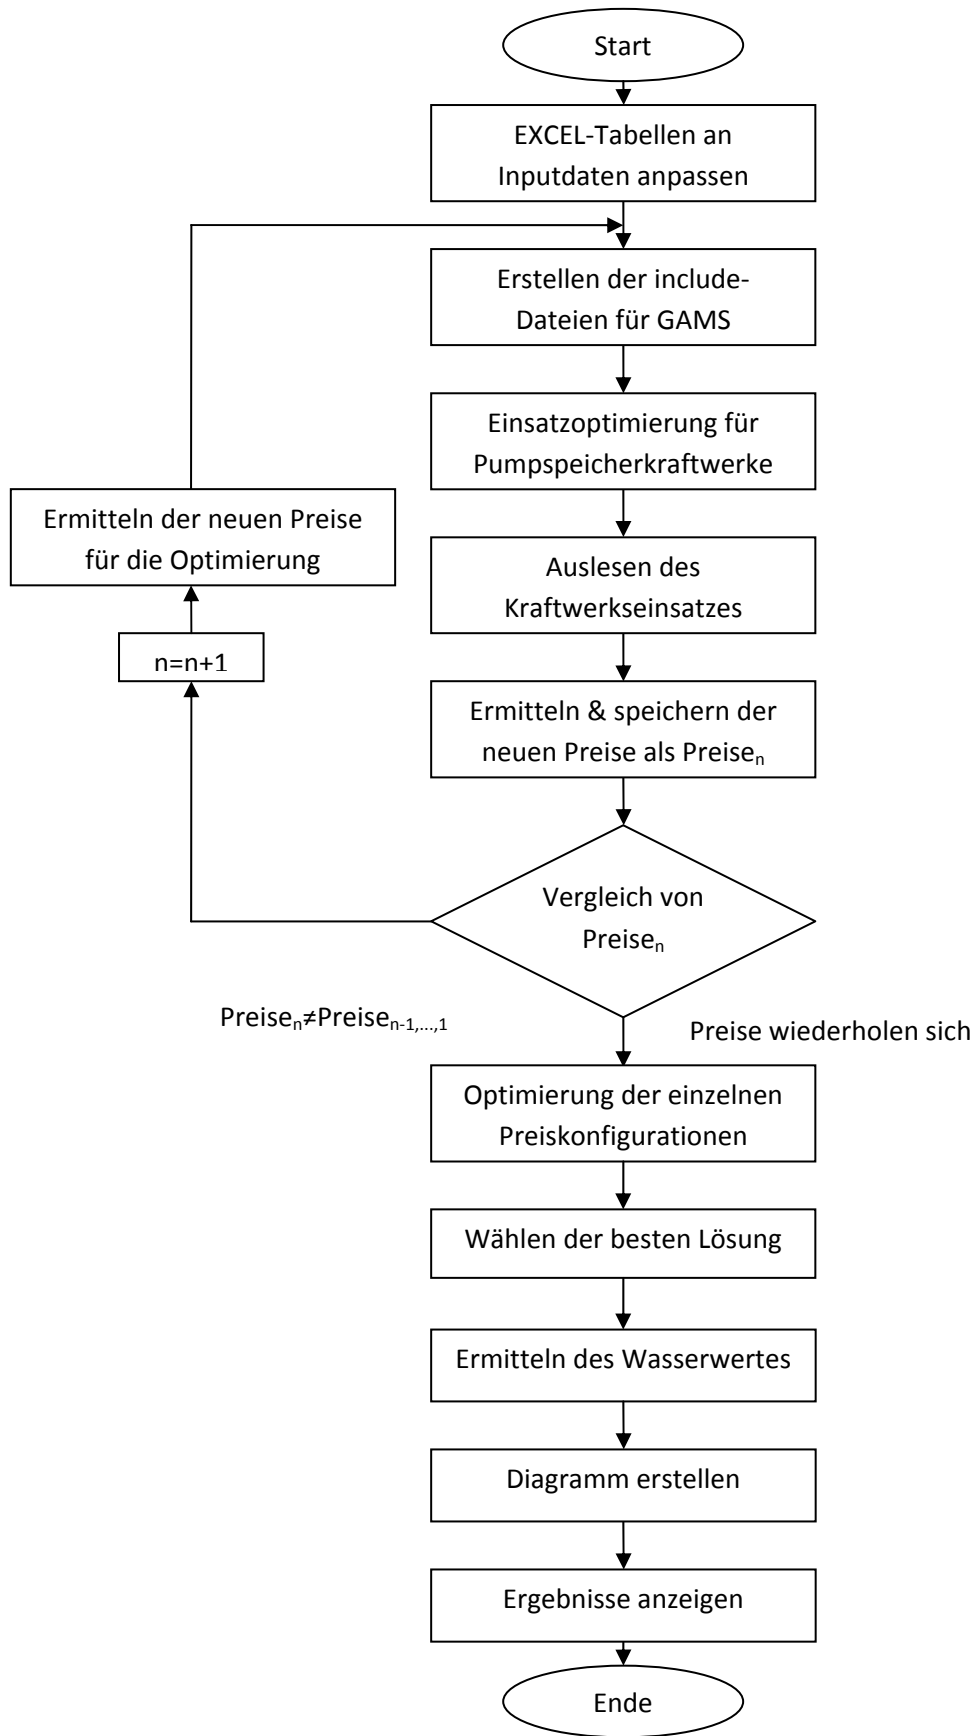 Start
EXCEL-Tabellen an
Inputdaten anpassen
Erstellen der include-
Dateien für GAMS
Einsatzoptimierung für
Pumpspeicherkraftwerke
Ermitteln der neuen Preise
für die Optimierung
Auslesen des
Kraftwerkseinsatzes
n=n+1
Ermitteln & speichern der
neuen Preise als Preiseₙ
Vergleich von
Preiseₙ
Preiseₙ≠Preiseₙ₋₁,...,₁
Preise wiederholen sich
Optimierung der einzelnen
Preiskonfigurationen
Wählen der besten Lösung
Ermitteln des Wasserwertes
Diagramm erstellen
Ergebnisse anzeigen
Ende